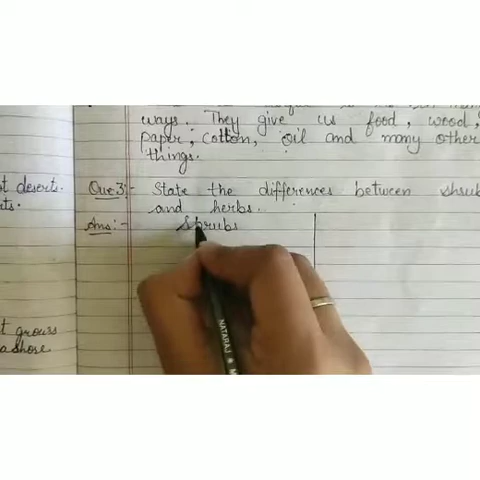 ways. They give us food, wood,
paper, cotton, Oil and many other
things.
t deserts.
ts.
Que3:- State the differences between shrub
and herbs.
Ans:- Shrubs
t grows
a shore
NATARAJ